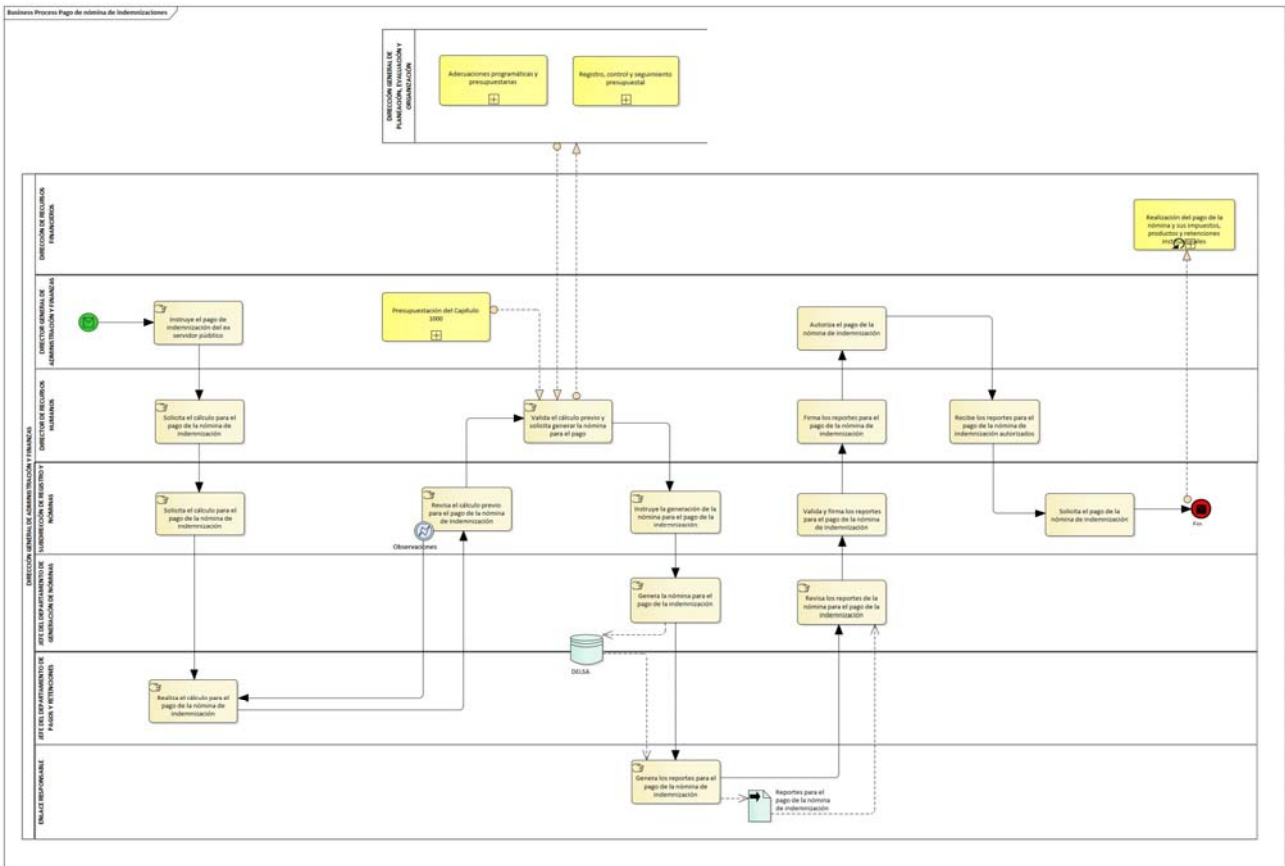 Business Process Pago de nómina de indemnizaciones
DIRECCIÓN GENERAL DE
PLANEACIÓN, EVALUACIÓN Y
ORGANIZACIÓN
Adecuaciones programáticas y
presupuestarias
Registro, control y seguimiento
presupuestal
DIRECCIÓN GENERAL DE ADMINISTRACIÓN Y FINANZAS
DIRECCIÓN DE RECURSOS
FINANCIEROS
Realización del pago de la
nómina y sus impuestos,
productos y retenciones
DIRECTOR GENERAL DE
ADMINISTRACIÓN Y FINANZAS
Instruye el pago de
indemnización del ex
servidor público
Presupuestación del Capítulo
1000
Autoriza el pago de la
nómina de indemnización
DIRECTOR DE RECURSOS
HUMANOS
Solicita el cálculo para el
pago de la nómina de
indemnización
Valida el cálculo previo y
solicita generar la nómina
para el pago
Firma los reportes para el
pago de la nómina de
indemnización
Recibe los reportes para el
pago de la nómina de
indemnización autorizados
SUBDIRECCIÓN DE REGISTRO Y
NÓMINAS
Solicita el cálculo para el
pago de la nómina de
indemnización
Revisa el cálculo previo
para el pago de la nómina
de indemnización
Observaciones
Instruye la generación de la
nómina para el pago de la
indemnización
Valida y firma los reportes
para el pago de la nómina
de indemnización
Solicita el pago de la
nómina de indemnización
Fin
JEFE DEL DEPARTAMENTO DE
GENERACIÓN DE NÓMINAS
Genera la nómina para el
pago de la indemnización
Revisa los reportes de la
nómina para el pago de la
indemnización
DELSA
JEFE DEL DEPARTAMENTO DE
PAGOS Y RETENCIONES
Realiza el cálculo para el
pago de la nómina de
indemnización
ENLACE RESPONSABLE
Genera los reportes para el
pago de la nómina de
indemnización
Reportes para el
pago de la nómina
de indemnización